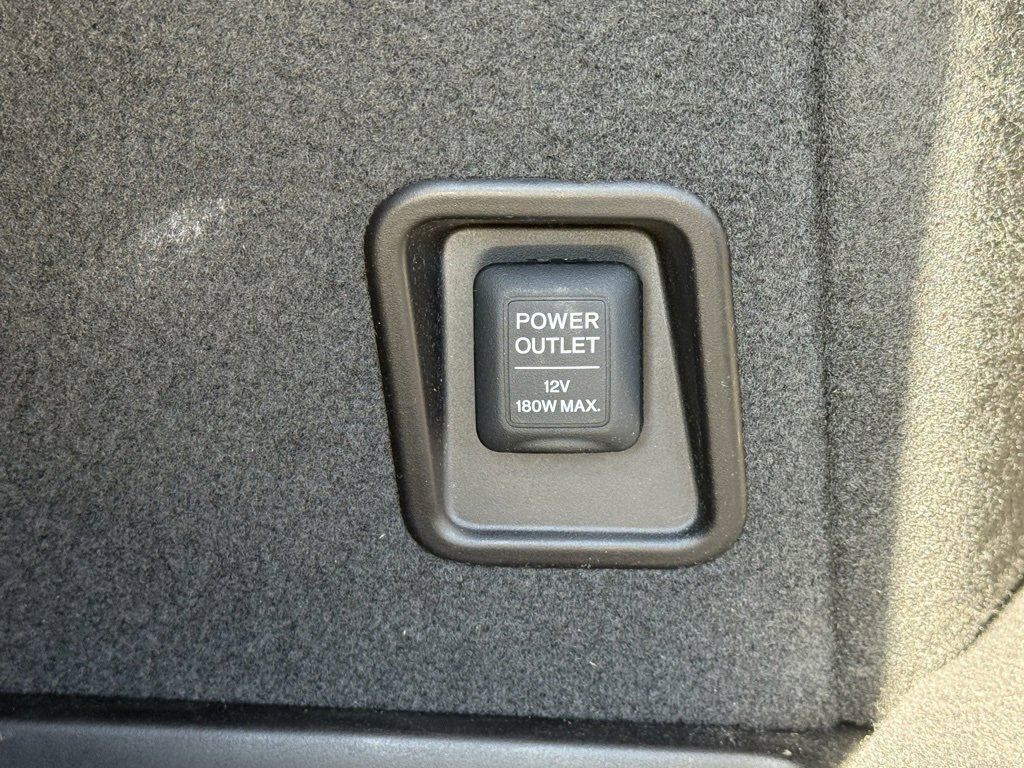 POWER
OUTLET
12V
180W MAX.